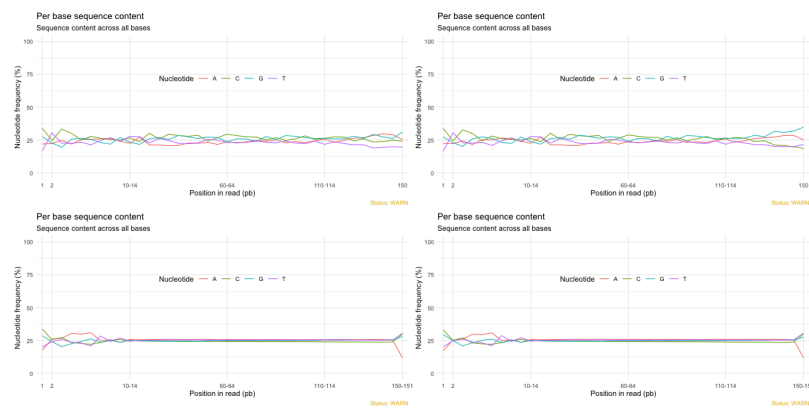 Per base sequence content
Sequence content across all bases
100
75
50
25
0
Nucleotide frequency (%)
Nucleotide A C G T
1 2 10-14 60-64 110-114 150
Position in read (pb)
Status: WARN
Per base sequence content
Sequence content across all bases
100
75
50
25
0
Nucleotide frequency (%)
Nucleotide A C G T
1 2 10-14 60-64 110-114 150
Position in read (pb)
Status: WARN
Per base sequence content
Sequence content across all bases
100
75
50
25
0
Nucleotide frequency (%)
Nucleotide A C G T
1 2 10-14 60-64 110-114 150-151
Position in read (pb)
Status: WARN
Per base sequence content
Sequence content across all bases
100
75
50
25
0
Nucleotide frequency (%)
Nucleotide A C G T
1 2 10-14 60-64 110-114 150-151
Position in read (pb)
Status: WARN